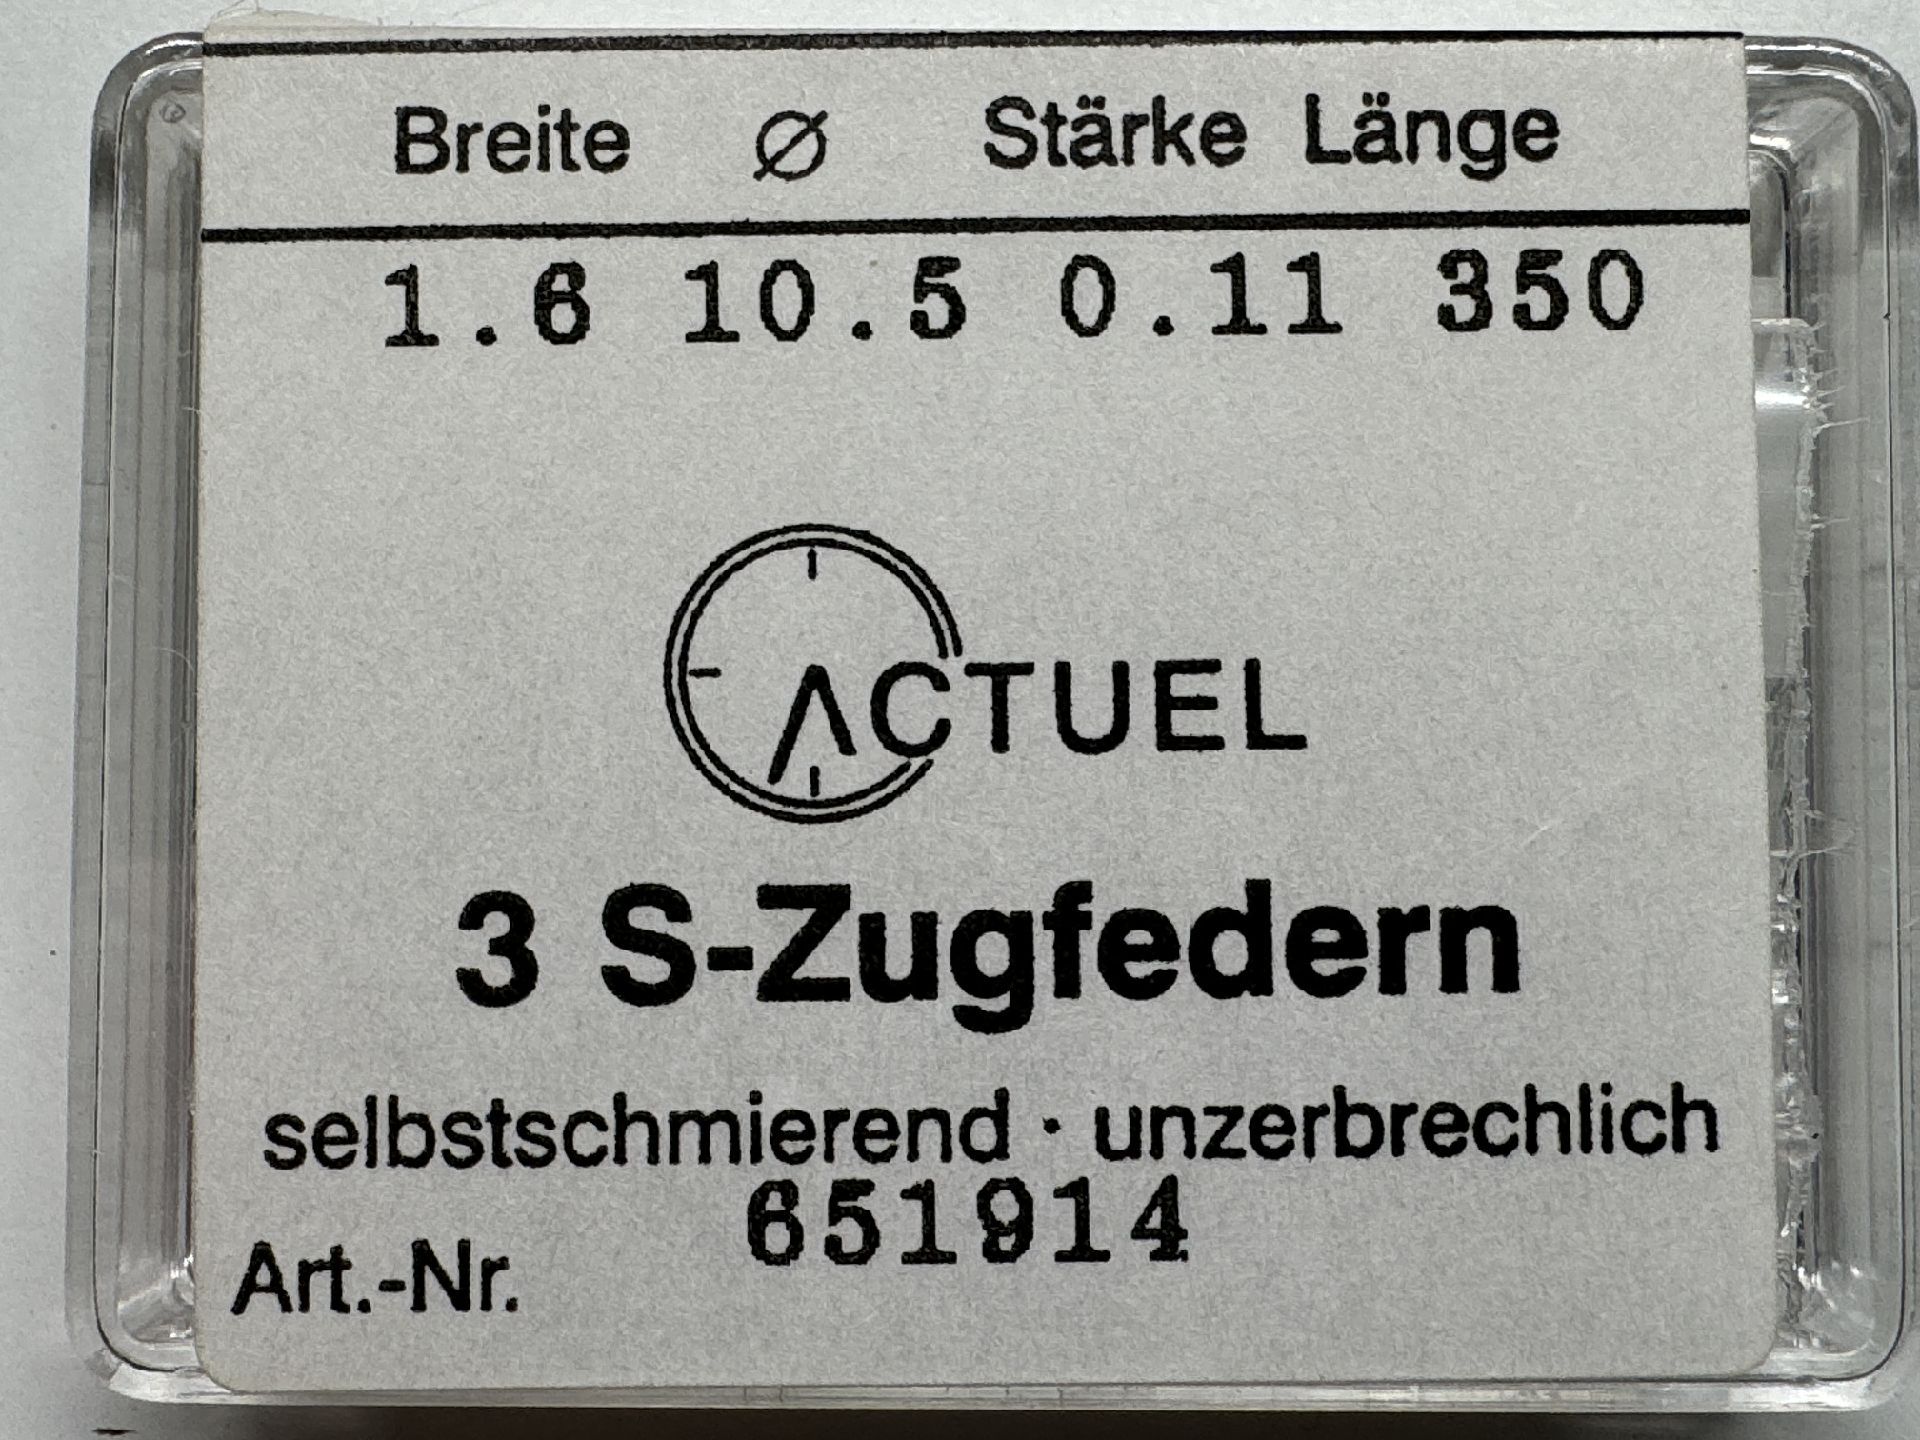 Breite Ø Stärke Länge
1.6 10.5 0.11 350
ACTUEL
3 S-Zugfedern
selbstschmierend · unzerbrechlich
651914
Art.-Nr.